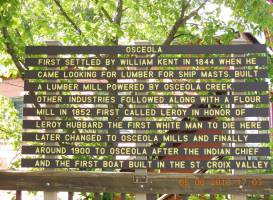 OSCEOLA
FIRST SETTLED BY WILLIAM KENT IN 1844 WHEN HE
CAME LOOKING FOR LUMBER FOR SHIP MASTS. BUILT
A LUMBER MILL POWERED BY OSCEOLA CREEK.
OTHER INDUSTRIES FOLLOWED ALONG WITH A FLOUR
MILL IN 1852. FIRST CALLED LEROY IN HONOR OF
LEROY HUBBARD THE FIRST WHITE MAN TO DIE HERE
LATER CHANGED TO OSCEOLA MILLS AND FINALLY
AROUND 1900 TO OSCEOLA AFTER THE INDIAN CHIEF
AND THE FIRST BOAT BUILT IN THE ST. CROIX VALLEY